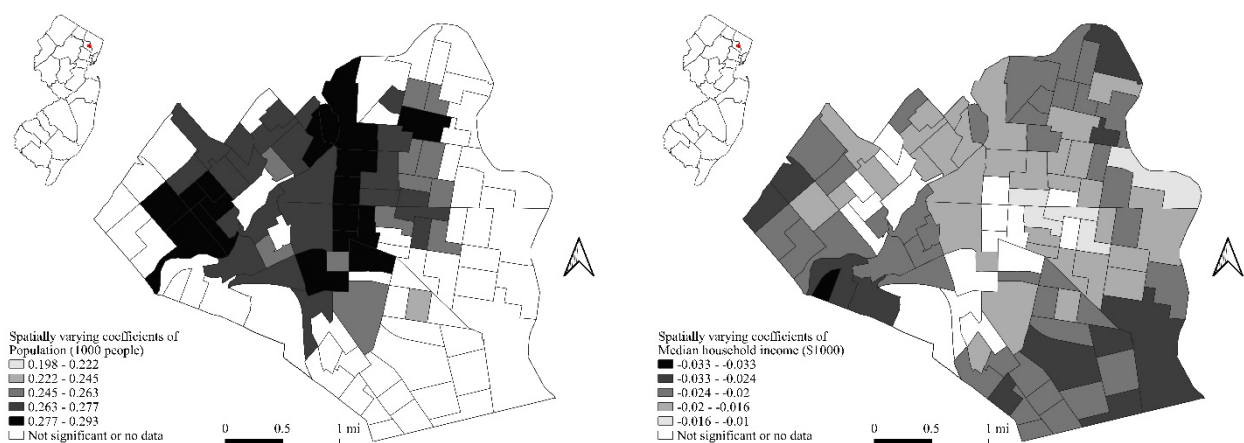 Spatially varying coefficients of
Population (1000 people)
0.198 - 0.222
0.222 - 0.245
0.245 - 0.263
0.263 - 0.277
0.277 - 0.293
Not significant or no data
0 0.5 1 mi
Spatially varying coefficients of
Median household income ($1000)
-0.033 - -0.033
-0.033 - -0.024
-0.024 - -0.02
-0.02 - -0.016
-0.016 - -0.01
Not significant or no data
0 0.5 1 mi